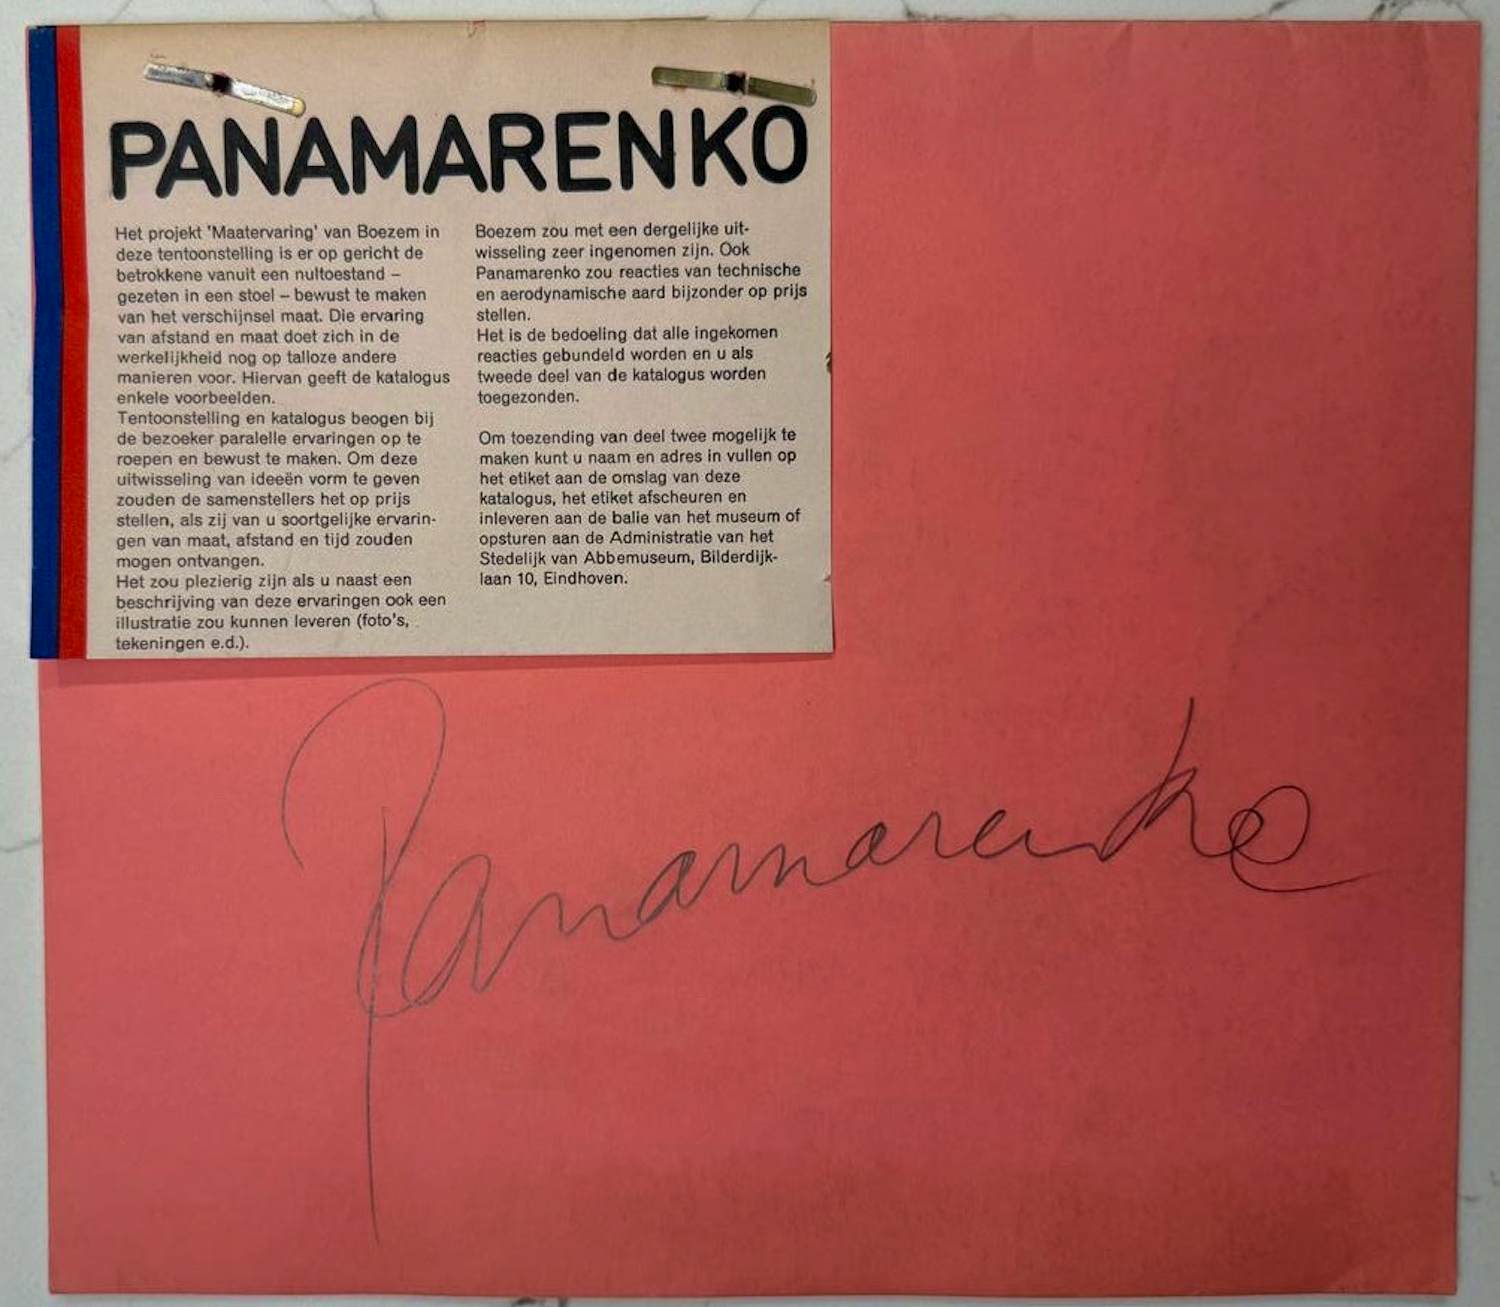 PANAMARENKO
Het projekt 'Maatervaring' van Boezem in
deze tentoonstelling is er op gericht de
betrokkene vanuit een nultoestand –
gezeten in een stoel – bewust te maken
van het verschijnsel maat. Die ervaring
van afstand en maat doet zich in de
werkelijkheid nog op talloze andere
manieren voor. Hiervan geeft de katalogus
enkele voorbeelden.
Tentoonstelling en katalogus beogen bij
de bezoeker paralelle ervaringen op te
roepen en bewust te maken. Om deze
uitwisseling van ideeën vorm te geven
zouden de samenstellers het op prijs
stellen, als zij van u soortgelijke ervarin-
gen van maat, afstand en tijd zouden
mogen ontvangen.
Het zou plezierig zijn als u naast een
beschrijving van deze ervaringen ook een
illustratie zou kunnen leveren (foto's,
tekeningen e.d.).
Boezem zou met een dergelijke uit-
wisseling zeer ingenomen zijn. Ook
Panamarenko zou reacties van technische
en aerodynamische aard bijzonder op prijs
stellen.
Het is de bedoeling dat alle ingekomen
reacties gebundeld worden en u als
tweede deel van de katalogus worden
toegezonden.
Om toezending van deel twee mogelijk te
maken kunt u naam en adres in vullen op
het etiket aan de omslag van deze
katalogus, het etiket afscheuren en
inleveren aan de balie van het museum of
opsturen aan de Administratie van het
Stedelijk van Abbemuseum, Bilderdijk-
laan 10, Eindhoven.
Panamarenko